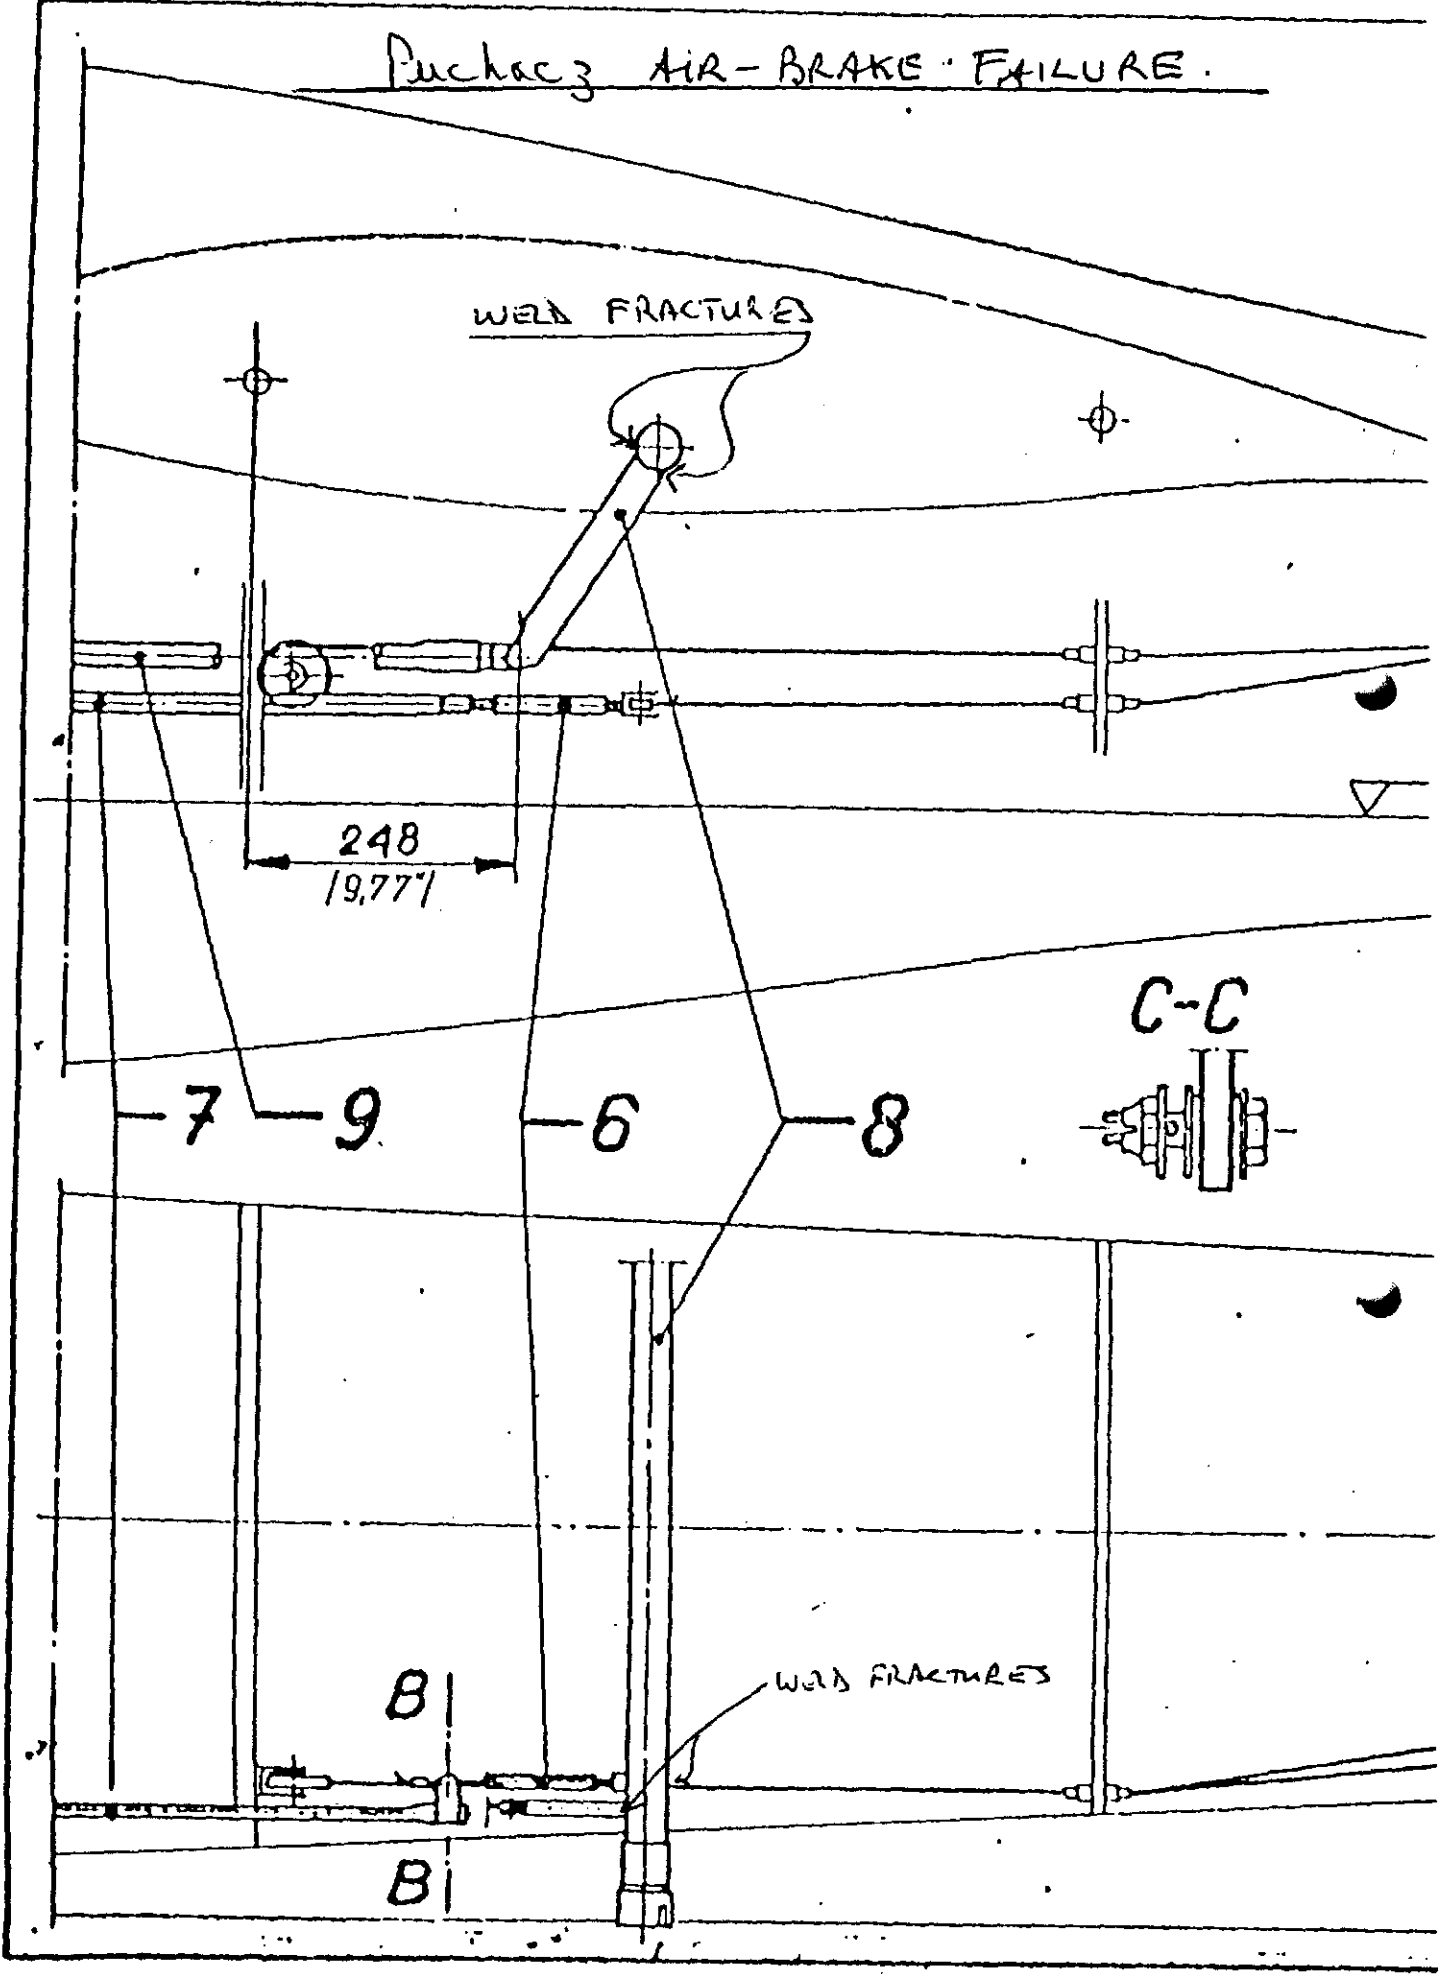 Puchacz AIR-BRAKE FAILURE.
WELD FRACTURES
248
/9,77"/
C-C
7
9
6
8
WELD FRACTURES
B
B